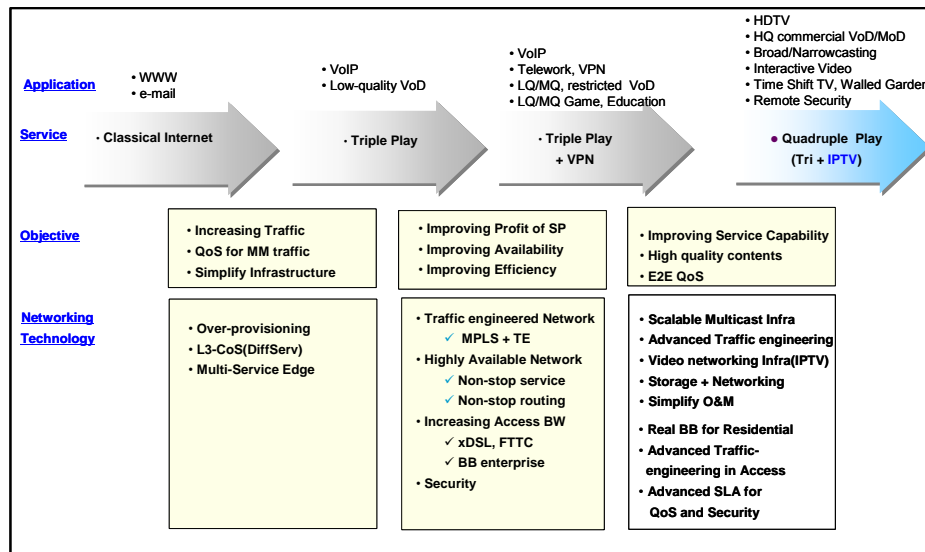 Application
• WWW
• e-mail
• VoIP
• Low-quality VoD
• VoIP
• Telework, VPN
• LQ/MQ, restricted VoD
• LQ/MQ Game, Education
• HDTV
• HQ commercial VoD/MoD
• Broad/Narrowcasting
• Interactive Video
• Time Shift TV, Walled Garden
• Remote Security
Service
· Classical Internet
· Triple Play
· Triple Play
+ VPN
● Quadruple Play
(Tri + IPTV)
Objective
• Increasing Traffic
• QoS for MM traffic
• Simplify Infrastructure
• Improving Profit of SP
• Improving Availability
• Improving Efficiency
• Improving Service Capability
• High quality contents
• E2E QoS
Networking
Technology
• Over-provisioning
• L3-CoS(DiffServ)
• Multi-Service Edge
• Traffic engineered Network
✓ MPLS + TE
• Highly Available Network
✓ Non-stop service
✓ Non-stop routing
• Increasing Access BW
✓ xDSL, FTTC
✓ BB enterprise
• Security
• Scalable Multicast Infra
• Advanced Traffic engineering
• Video networking Infra(IPTV)
• Storage + Networking
• Simplify O&M
• Real BB for Residential
• Advanced Traffic-
engineering in Access
• Advanced SLA for
QoS and Security